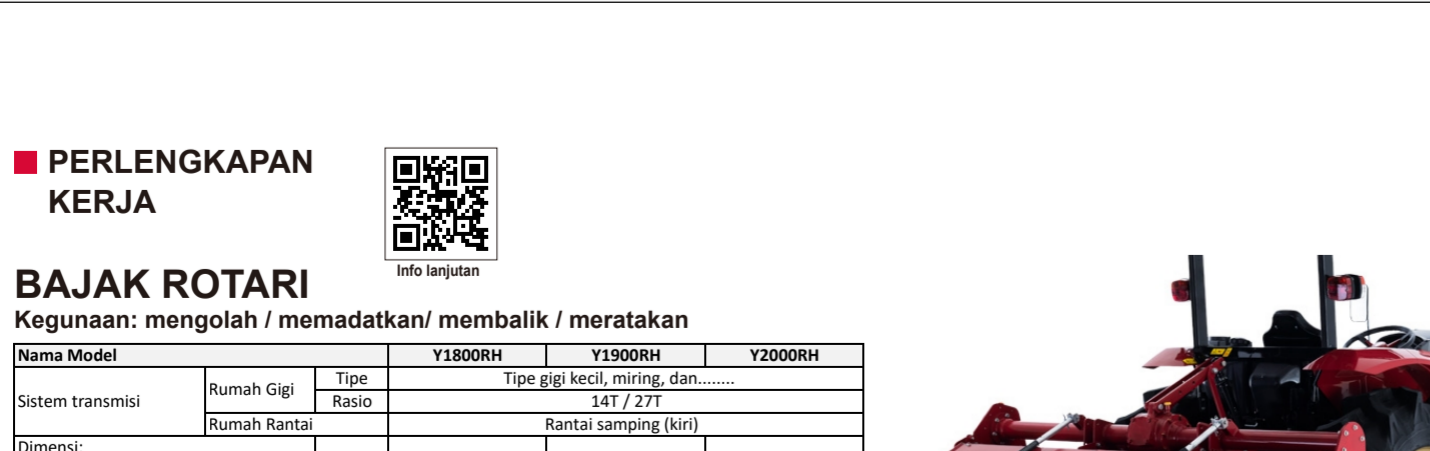 PERLENGKAPAN
KERJA
Info lanjutan
BAJAK ROTARI
Kegunaan: mengolah / memadatkan/ membalik / meratakan
Nama Model Y1800RH Y1900RH Y2000RH
Sistem transmisi Rumah Gigi Tipe Tipe gigi kecil, miring, dan........
Rasio 14T / 27T
Rumah Rantai Rantai samping (kiri)
Dimensi: